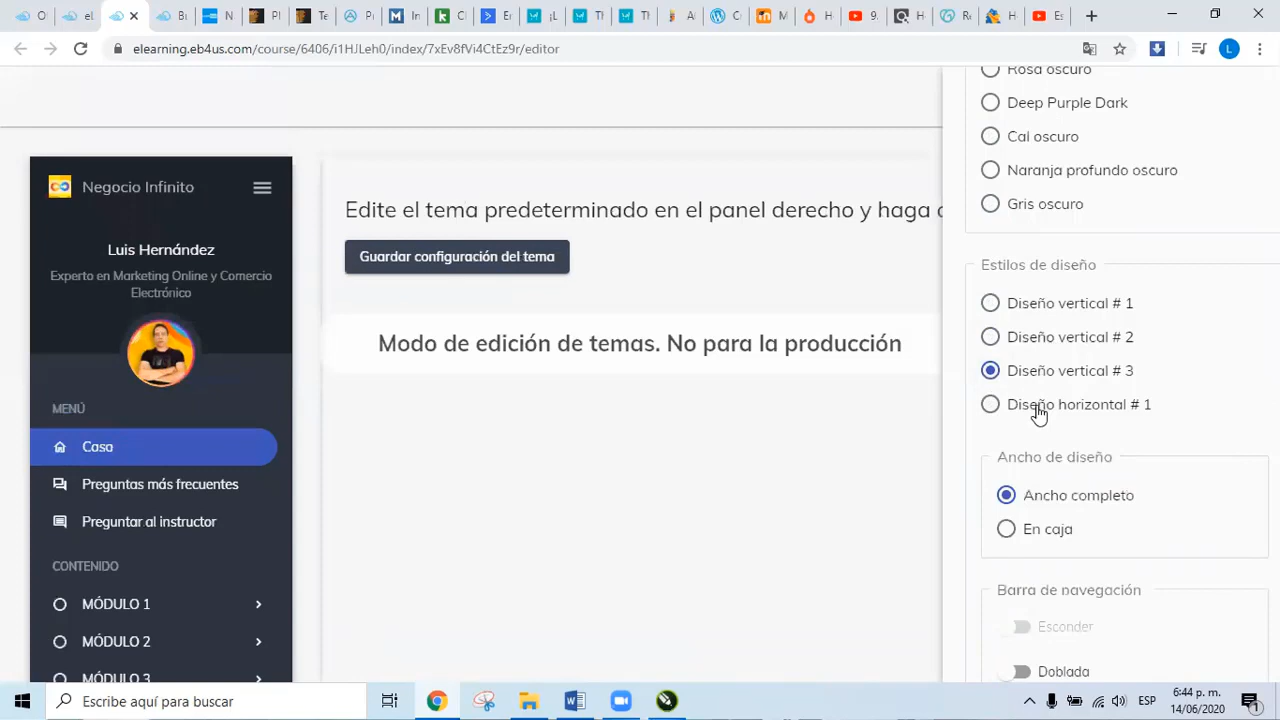 N
P
Te
P
M In
C
E
¡L
T
T
A
C
M
H
9.
H
R
H
E
elearning.eb4us.com/course/6406/i1HJLeh0/index/7xEv8fVi4CtEz9r/editor
L
Negocio Infinito
Luis Hernández
Experto en Marketing Online y Comercio
Electrónico
MENÚ
Casa
Preguntas más frecuentes
Preguntar al instructor
CONTENIDO
MÓDULO 1
MÓDULO 2
MÓDULO 3
Edite el tema predeterminado en el panel derecho y haga
Guardar configuración del tema
Modo de edición de temas. No para la producción
Rosa oscuro
Deep Purple Dark
Cal oscuro
Naranja profundo oscuro
Gris oscuro
Estilos de diseño
Diseño vertical # 1
Diseño vertical # 2
Diseño vertical # 3
Diseño horizontal # 1
Ancho de diseño
Ancho completo
En caja
Barra de navegación
Esconder
Doblada
Escribe aquí para buscar
ESP
6:44 p. m.
14/06/2020
1